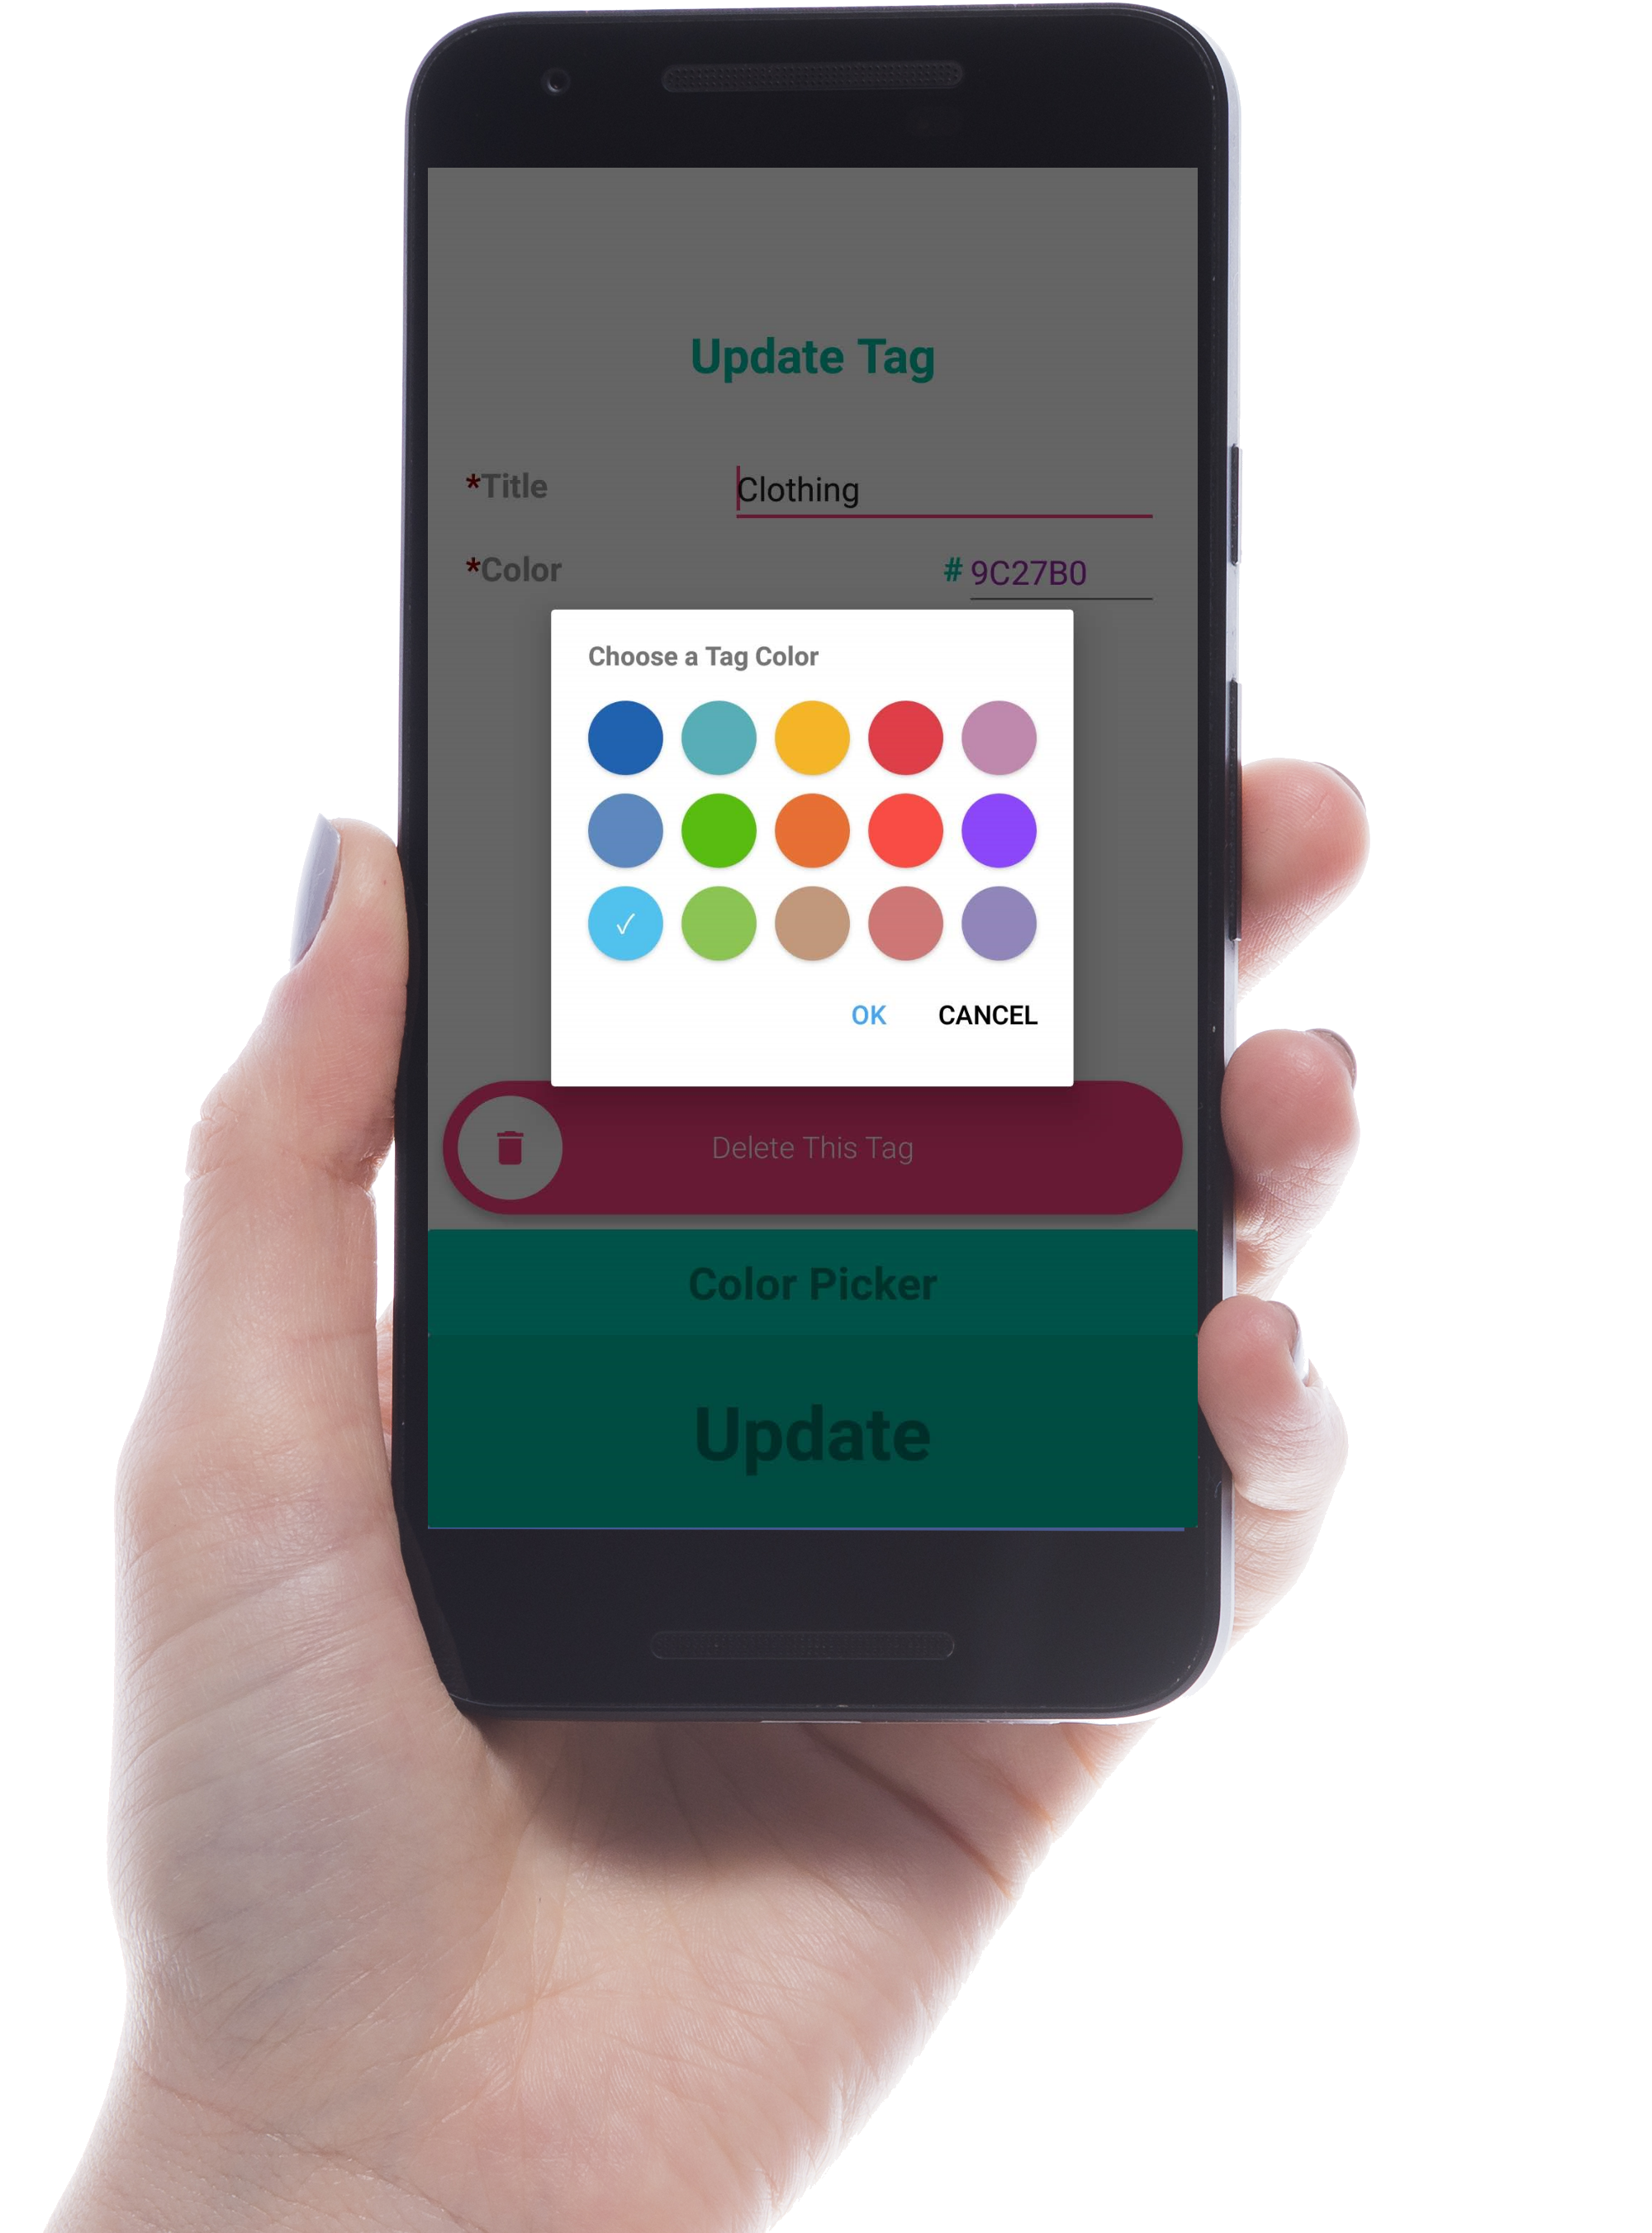 Update Tag
*Title Clothing
*Color # 9C27B0
Choose a Tag Color
OK CANCEL
Delete This Tag
Color Picker
Update